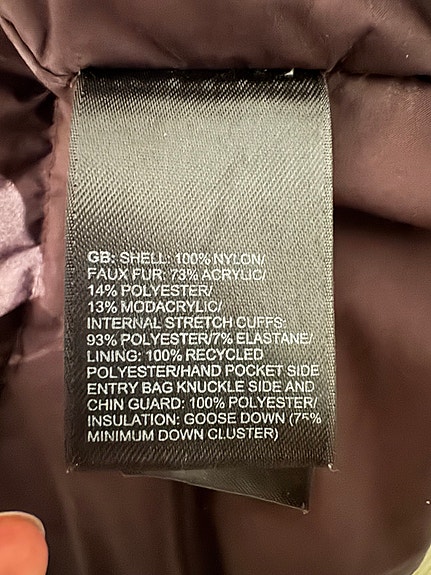 GB: SHELL: 100% NYLON/
FAUX FUR: 73% ACRYLIC/
14% POLYESTER/
13% MODACRYLIC/
INTERNAL STRETCH CUFFS:
93% POLYESTER/7% ELASTANE/
LINING: 100% RECYCLED
POLYESTER/HAND POCKET SIDE
ENTRY BAG KNUCKLE SIDE AND
CHIN GUARD: 100% POLYESTER/
INSULATION: GOOSE DOWN (75%
MINIMUM DOWN CLUSTER)